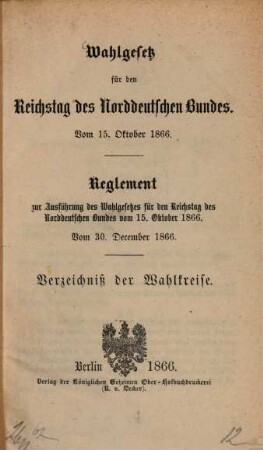 Wahlgesetz
für den
Reichstag des Norddeutschen Bundes.
Vom 15. Oktober 1866.
Reglement
zur Ausführung des Wahlgesetzes für den Reichstag des
Norddeutschen Bundes vom 15. Oktober 1866.
Vom 30. December 1866.
Verzeichniß der Wahlkreise.
Berlin 1866.
Verlag der Königlichen Geheimen Ober-Hofbuchdruckerei
(R. v. Decker).
12